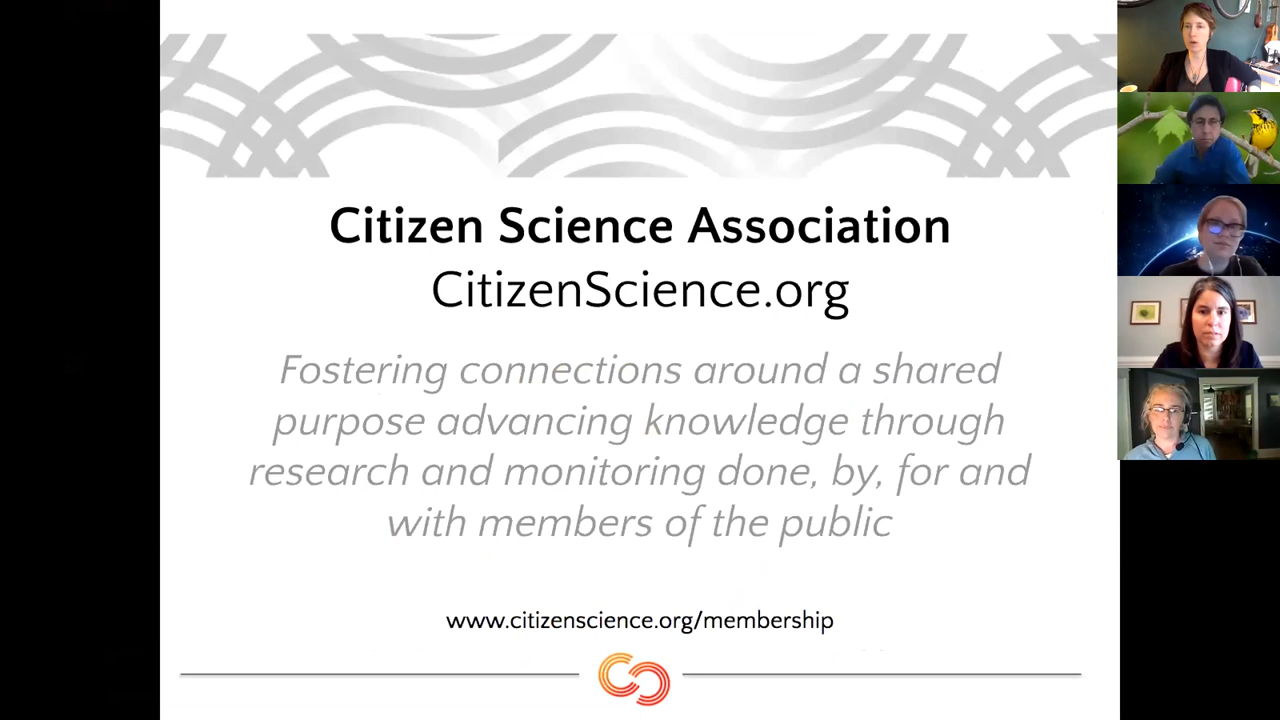 Citizen Science Association
CitizenScience.org
Fostering connections around a shared
purpose advancing knowledge through
research and monitoring done, by, for and
with members of the public
www.citizenscience.org/membership